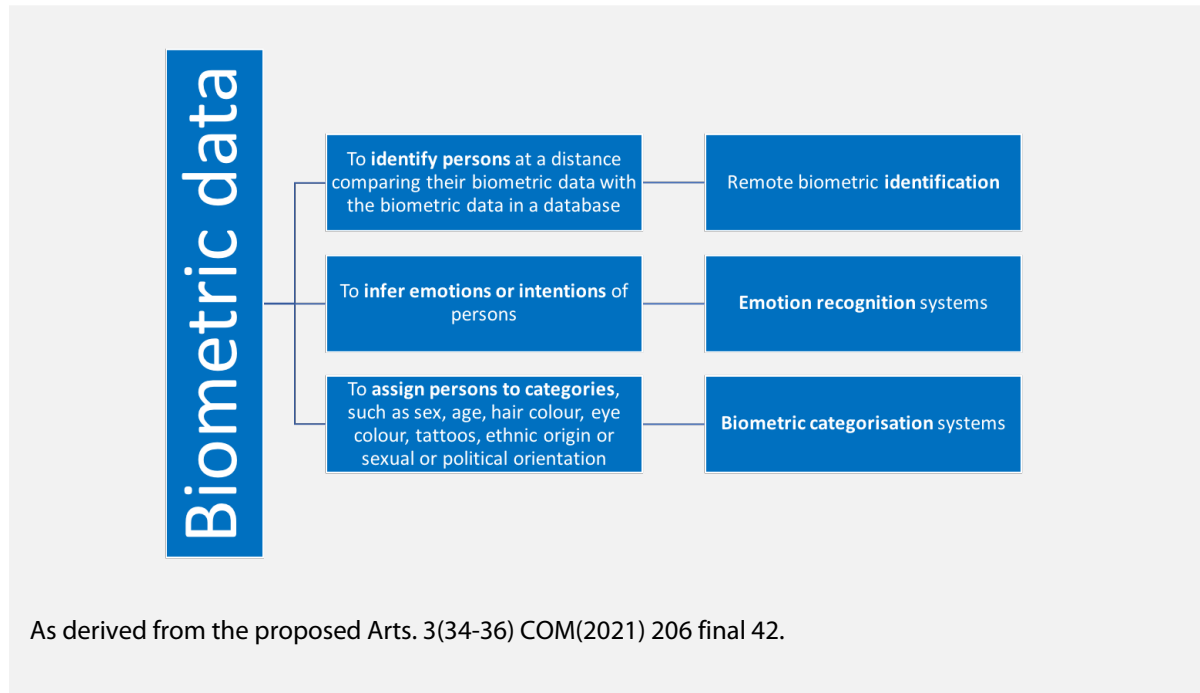 Biometric data
To identify persons at a distance
comparing their biometric data with
the biometric data in a database
Remote biometric identification
To infer emotions or intentions of
persons
Emotion recognition systems
To assign persons to categories,
such as sex, age, hair colour, eye
colour, tattoos, ethnic origin or
sexual or political orientation
Biometric categorisation systems
As derived from the proposed Arts. 3(34-36) COM(2021) 206 final 42.